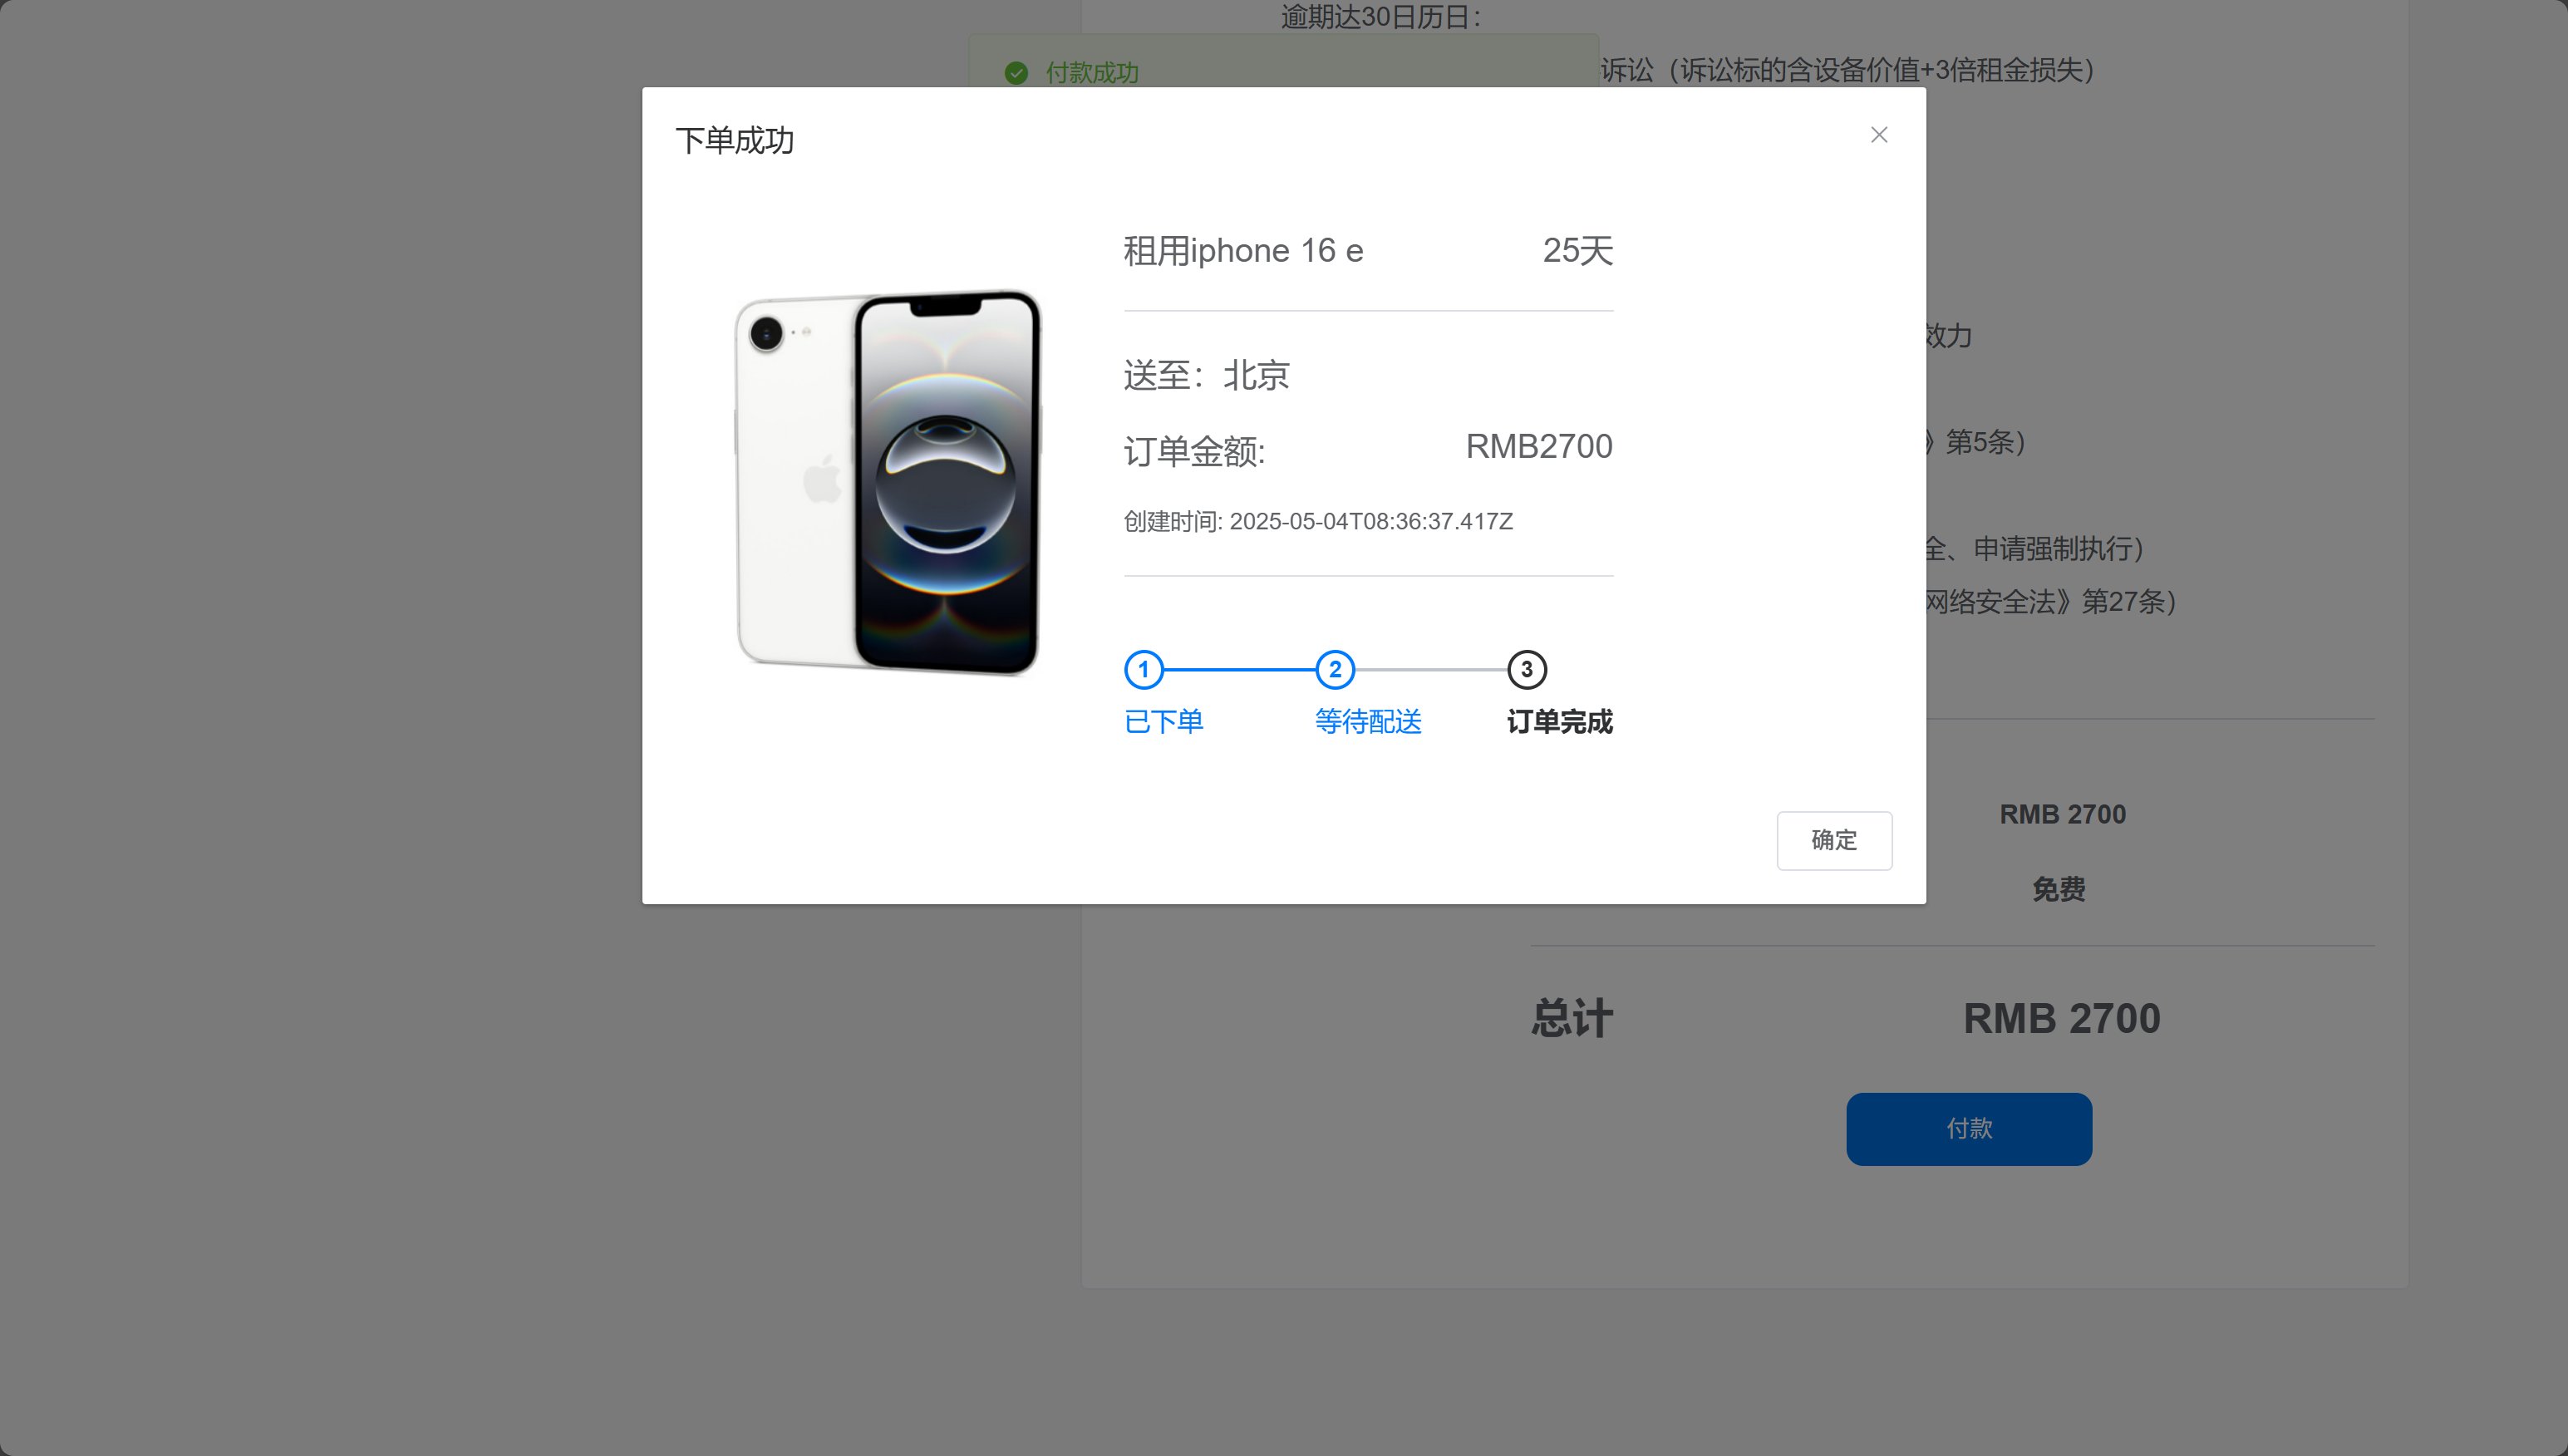 逾期达30日历日：
付款成功
诉讼（诉讼标的含设备价值+3倍租金损失）
下单成功
租用iphone 16 e 25天
效力
送至：北京
》第5条）
订单金额: RMB2700
创建时间: 2025-05-04T08:36:37.417Z
全、申请强制执行）
网络安全法》第27条）
1 2 3
已下单 等待配送 订单完成
RMB 2700
确定
免费
总计 RMB 2700
付款